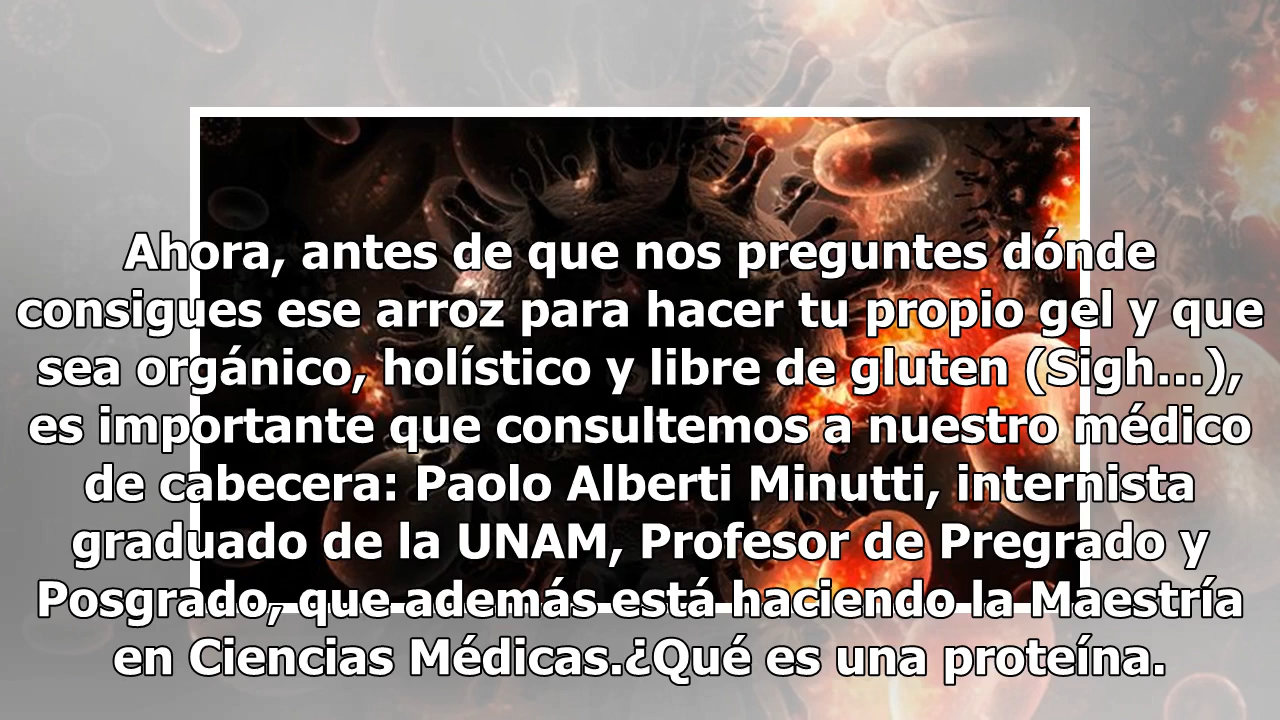 Ahora, antes de que nos preguntes dónde
consigues ese arroz para hacer tu propio gel y que
sea orgánico, holístico y libre de gluten (Sigh...),
es importante que consultemos a nuestro médico
de cabecera: Paolo Alberti Minutti, internista
graduado de la UNAM, Profesor de Pregrado y
Posgrado, que además está haciendo la Maestría
en Ciencias Médicas.¿Qué es una proteína.